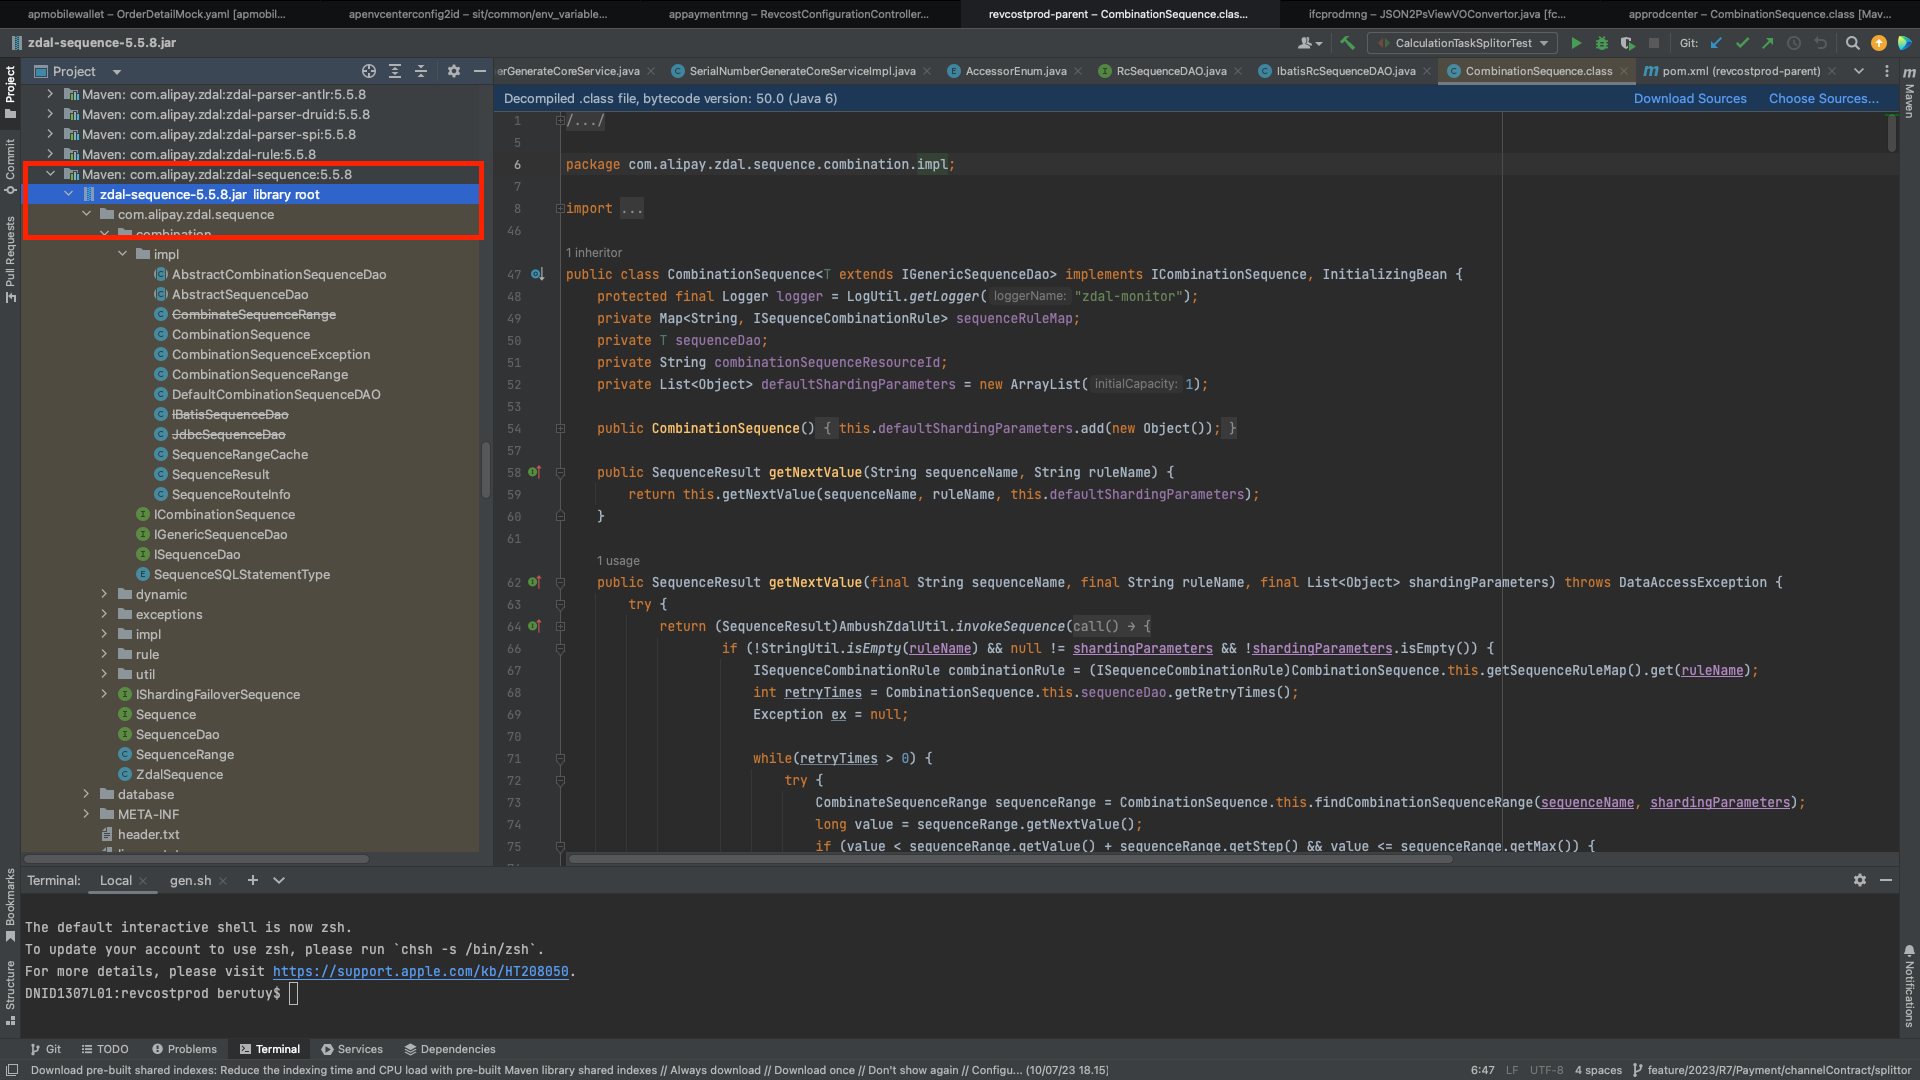 apmobilewallet – OrderDetailMock.yaml [apmobil...
apenvcenterconfig2id – sit/common/env_variable...
appaymentmng – RevcostConfigurationController...
revcostprod-parent – CombinationSequence.clas...
ifcprodmng – JSON2PsViewVOConvertor.java [fc...
approdcenter – CombinationSequence.class [Mav...
zdal-sequence-5.5.8.jar
CalculationTaskSplitorTest
Git:
Project
erGenerateCoreService.java
SerialNumberGenerateCoreServiceImpl.java
AccessorEnum.java
RcSequenceDAO.java
IbatisRcSequenceDAO.java
CombinationSequence.class
pom.xml (revcostprod-parent)
Project
Commit
Pull Requests
Bookmarks
Structure
Maven
Notifications
Maven: com.alipay.zdal:zdal-parser-antlr:5.5.8
Maven: com.alipay.zdal:zdal-parser-druid:5.5.8
Maven: com.alipay.zdal:zdal-parser-spi:5.5.8
Maven: com.alipay.zdal:zdal-rule:5.5.8
Maven: com.alipay.zdal:zdal-sequence:5.5.8
zdal-sequence-5.5.8.jar library root
com.alipay.zdal.sequence
combination
impl
AbstractCombinationSequenceDao
AbstractSequenceDao
CombinateSequenceRange
CombinationSequence
CombinationSequenceException
CombinationSequenceRange
DefaultCombinationSequenceDAO
IBatisSequenceDao
JdbcSequenceDao
SequenceRangeCache
SequenceResult
SequenceRouteInfo
ICombinationSequence
IGenericSequenceDao
ISequenceDao
SequenceSQLStatementType
dynamic
exceptions
impl
rule
util
IShardingFailoverSequence
Sequence
SequenceDao
SequenceRange
ZdalSequence
database
META-INF
header.txt
Decompiled .class file, bytecode version: 50.0 (Java 6)
Download Sources
Choose Sources...
1 /.../
5
6 package com.alipay.zdal.sequence.combination.impl;
7
8 import ...
46
1 inheritor
47 public class CombinationSequence<T extends IGenericSequenceDao> implements ICombinationSequence, InitializingBean {
48 protected final Logger logger = LogUtil.getLogger( loggerName: "zdal-monitor");
49 private Map<String, ISequenceCombinationRule> sequenceRuleMap;
50 private T sequenceDao;
51 private String combinationSequenceResourceId;
52 private List<Object> defaultShardingParameters = new ArrayList( initialCapacity: 1);
53
54 public CombinationSequence() { this.defaultShardingParameters.add(new Object()); }
57
58 public SequenceResult getNextValue(String sequenceName, String ruleName) {
59 return this.getNextValue(sequenceName, ruleName, this.defaultShardingParameters);
60 }
61
1 usage
62 public SequenceResult getNextValue(final String sequenceName, final String ruleName, final List<Object> shardingParameters) throws DataAccessException {
63 try {
64 return (SequenceResult)AmbushZdalUtil.invokeSequence(call() → {
66 if (!StringUtil.isEmpty(ruleName) && null != shardingParameters && !shardingParameters.isEmpty()) {
67 ISequenceCombinationRule combinationRule = (ISequenceCombinationRule)CombinationSequence.this.getSequenceRuleMap().get(ruleName);
68 int retryTimes = CombinationSequence.this.sequenceDao.getRetryTimes();
69 Exception ex = null;
70
71 while(retryTimes > 0) {
72 try {
73 CombinateSequenceRange sequenceRange = CombinationSequence.this.findCombinationSequenceRange(sequenceName, shardingParameters);
74 long value = sequenceRange.getNextValue();
75 if (value < sequenceRange.getValue() + sequenceRange.getStep() && value <= sequenceRange.getMax()) {
Terminal: Local gen.sh
The default interactive shell is now zsh.
To update your account to use zsh, please run `chsh -s /bin/zsh`.
For more details, please visit https://support.apple.com/kb/HT208050.
DNID1307L01:revcostprod berutuy$
Git
TODO
Problems
Terminal
Services
Dependencies
Download pre-built shared indexes: Reduce the indexing time and CPU load with pre-built Maven library shared indexes // Always download // Download once // Don't show again // Configu... (10/07/23 18.15)
6:47 LF UTF-8 4 spaces feature/2023/R7/Payment/channelContract/splittor